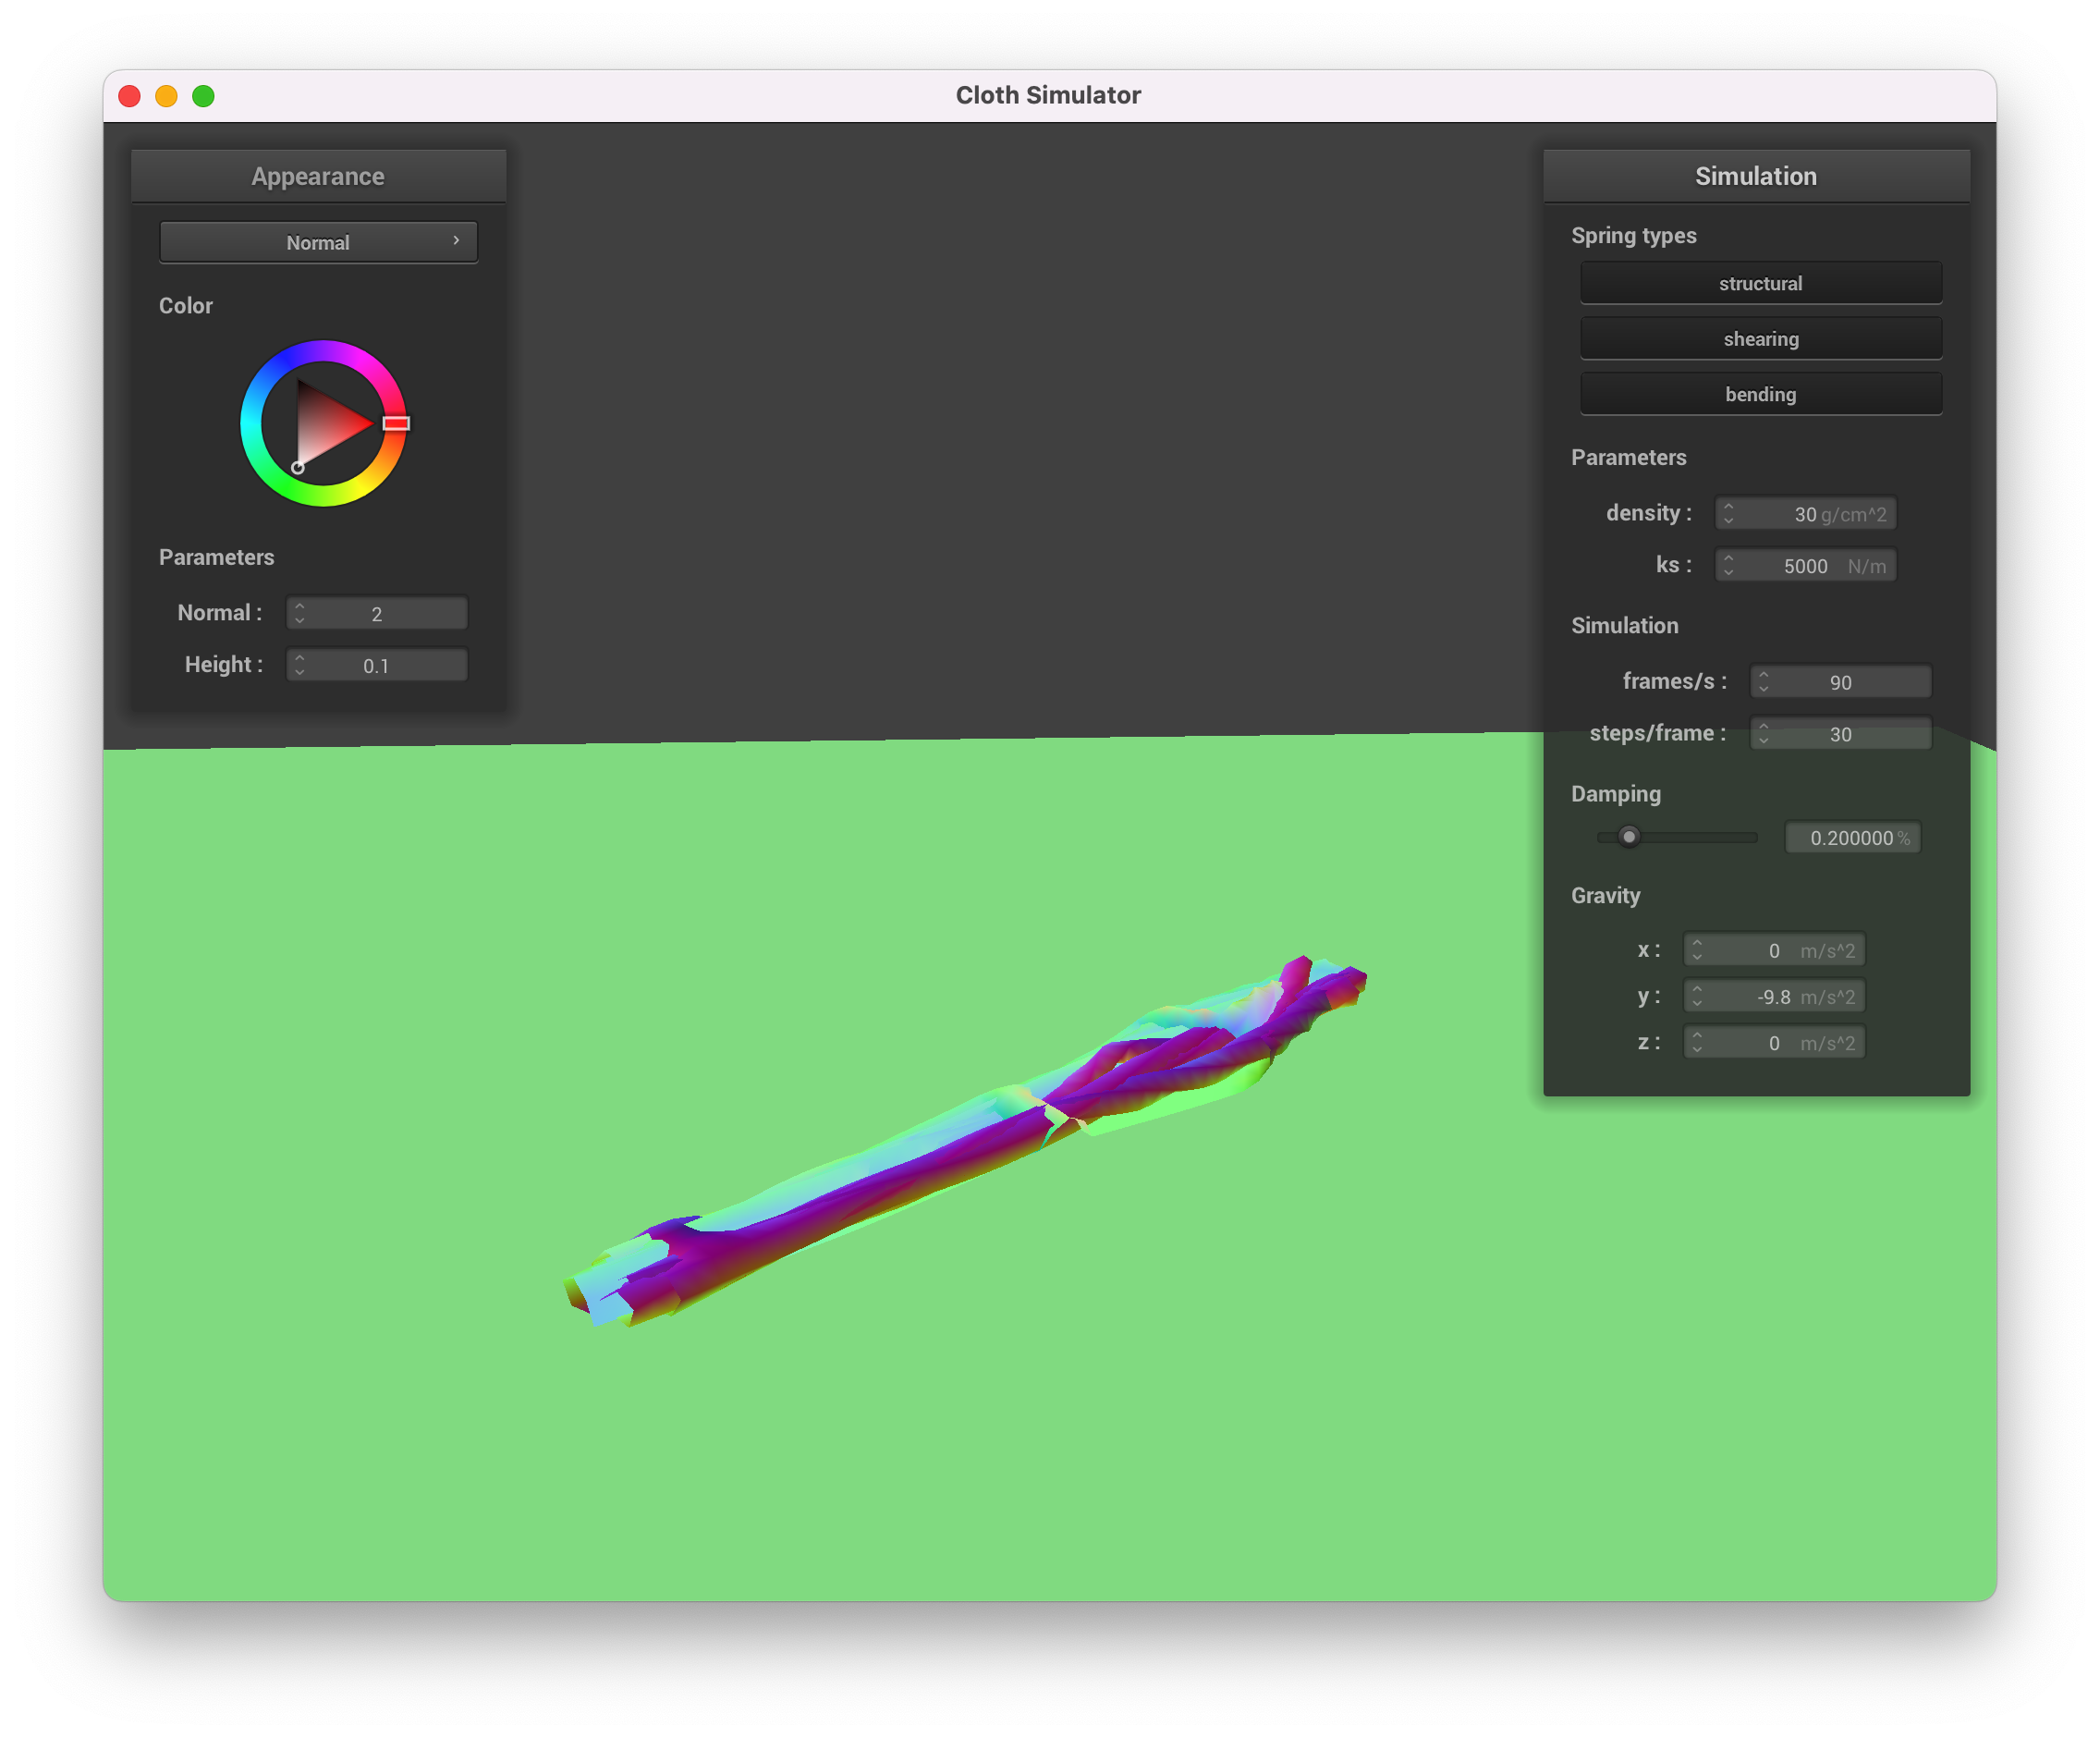 Cloth Simulator
Appearance
Normal
Color
Parameters
Normal : 2
Height : 0.1
Simulation
Spring types
structural
shearing
bending
Parameters
density : 30 g/cm^2
ks : 5000 N/m
Simulation
frames/s : 90
steps/frame : 30
Damping
0.200000 %
Gravity
x : 0 m/s^2
y : -9.8 m/s^2
z : 0 m/s^2